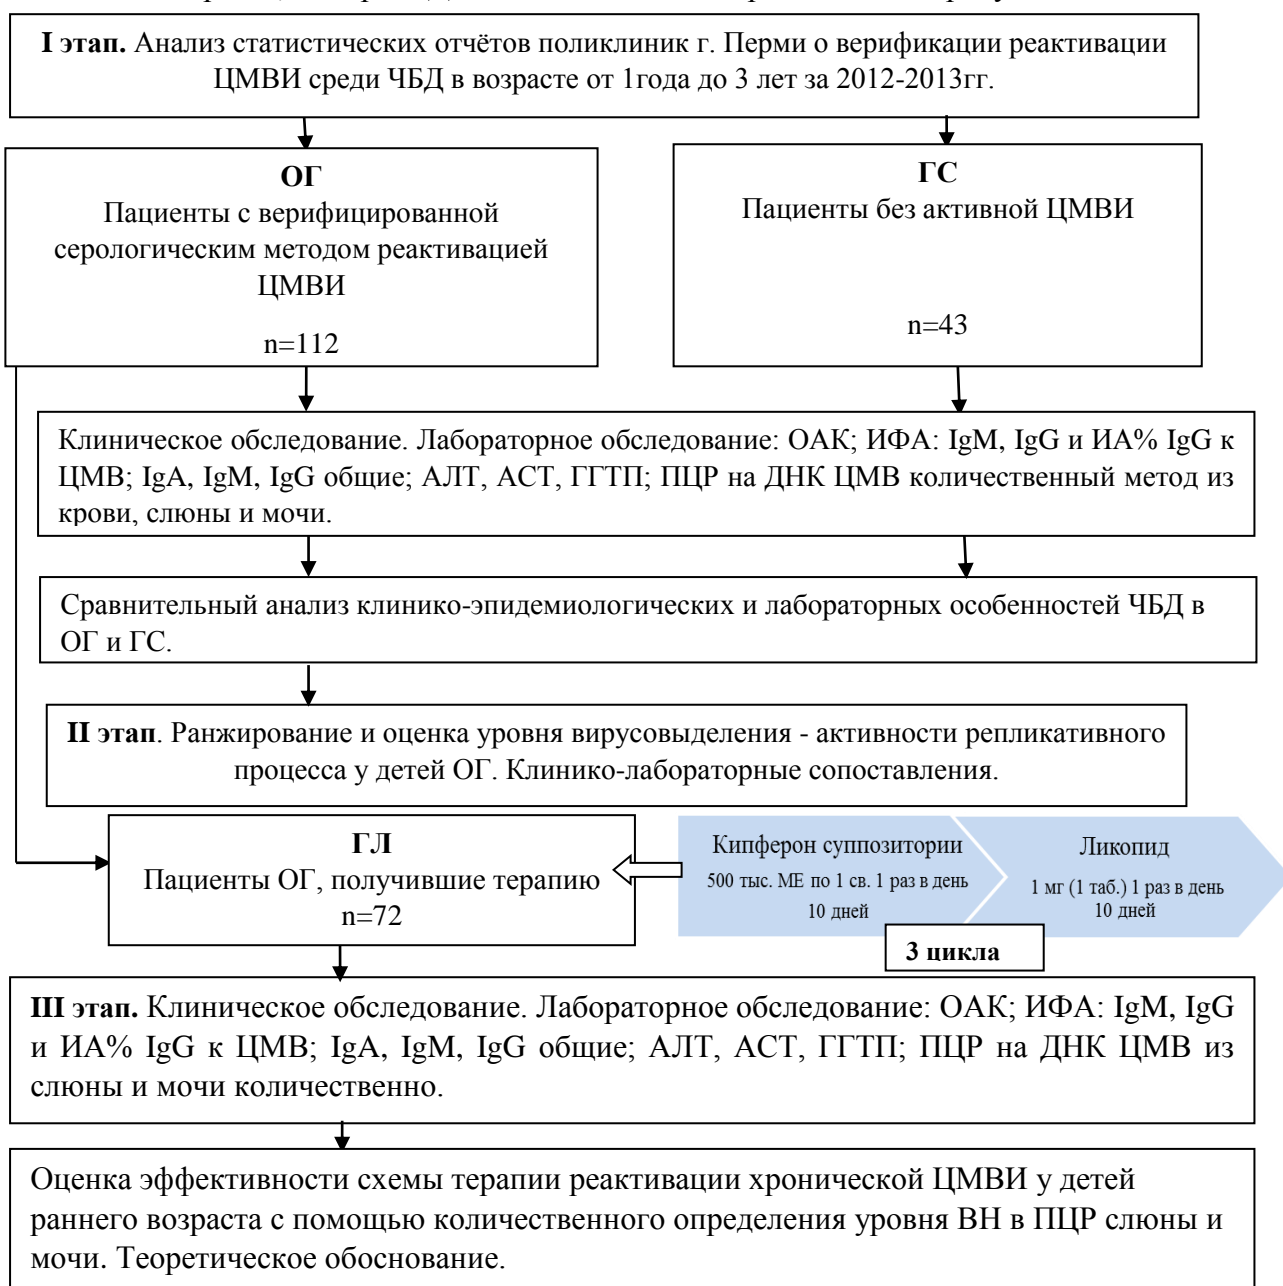 I этап. Анализ статистических отчётов поликлиник г. Перми о верификации реактивации
ЦМВИ среди ЧБД в возрасте от 1года до 3 лет за 2012-2013гг.
ОГ
Пациенты с верифицированной
серологическим методом реактивацией
ЦМВИ
n=112
ГС
Пациенты без активной ЦМВИ
n=43
Клиническое обследование. Лабораторное обследование: ОАК; ИФА: IgM, IgG и ИА% IgG к
ЦМВ; IgA, IgM, IgG общие; АЛТ, АСТ, ГГТП; ПЦР на ДНК ЦМВ количественный метод из
крови, слюны и мочи.
Сравнительный анализ клинико-эпидемиологических и лабораторных особенностей ЧБД в
ОГ и ГС.
II этап. Ранжирование и оценка уровня вирусовыделения - активности репликативного
процесса у детей ОГ. Клинико-лабораторные сопоставления.
ГЛ
Пациенты ОГ, получившие терапию
n=72
Кипферон суппозитории
500 тыс. МЕ по 1 св. 1 раз в день
10 дней
Ликопид
1 мг (1 таб.) 1 раз в день
10 дней
3 цикла
III этап. Клиническое обследование. Лабораторное обследование: ОАК; ИФА: IgM, IgG
и ИА% IgG к ЦМВ; IgA, IgM, IgG общие; АЛТ, АСТ, ГГТП; ПЦР на ДНК ЦМВ из
слюны и мочи количественно.
Оценка эффективности схемы терапии реактивации хронической ЦМВИ у детей
раннего возраста с помощью количественного определения уровня ВН в ПЦР слюны и
мочи. Теоретическое обоснование.